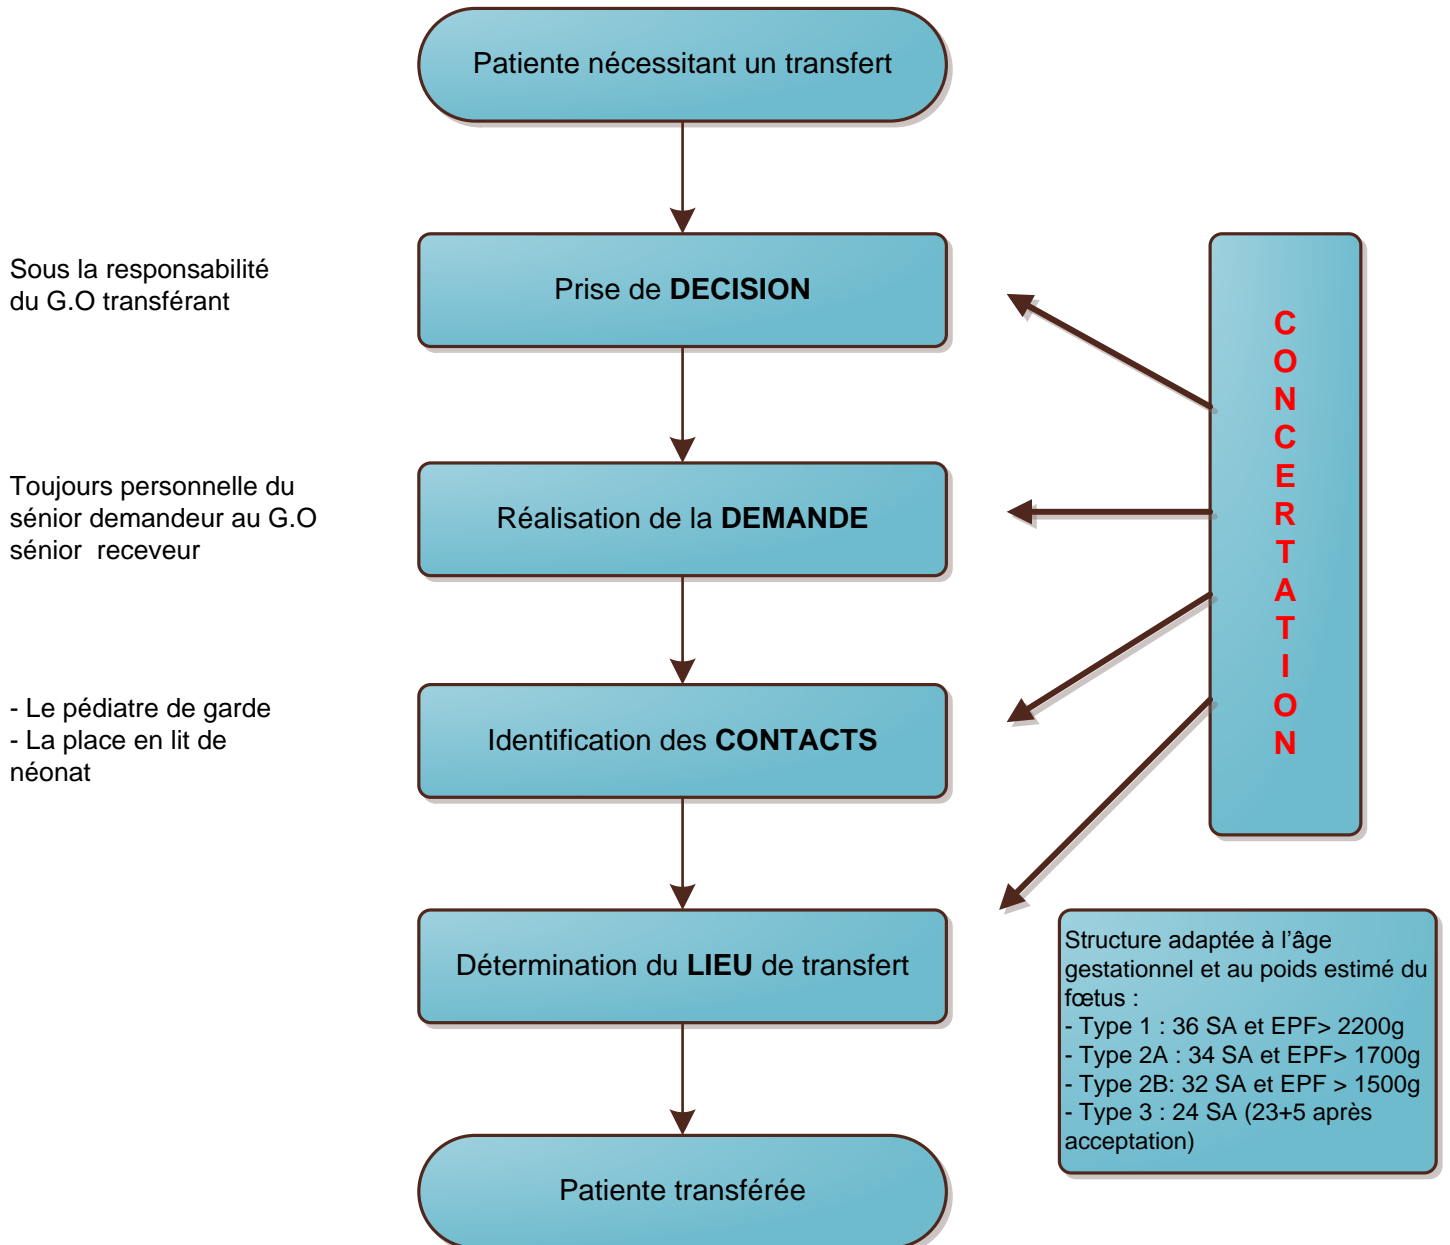 Patiente nécessitant un transfert
Sous la responsabilité
du G.O transférant
Prise de DECISION
Toujours personnelle du
sénior demandeur au G.O
sénior receveur
Réalisation de la DEMANDE
- Le pédiatre de garde
- La place en lit de
néonat
Identification des CONTACTS
Détermination du LIEU de transfert
Patiente transférée
C
O
N
C
E
R
T
A
T
I
O
N
Structure adaptée à l’âge
gestationnel et au poids estimé du
fœtus :
- Type 1 : 36 SA et EPF> 2200g
- Type 2A : 34 SA et EPF> 1700g
- Type 2B: 32 SA et EPF > 1500g
- Type 3 : 24 SA (23+5 après
acceptation)